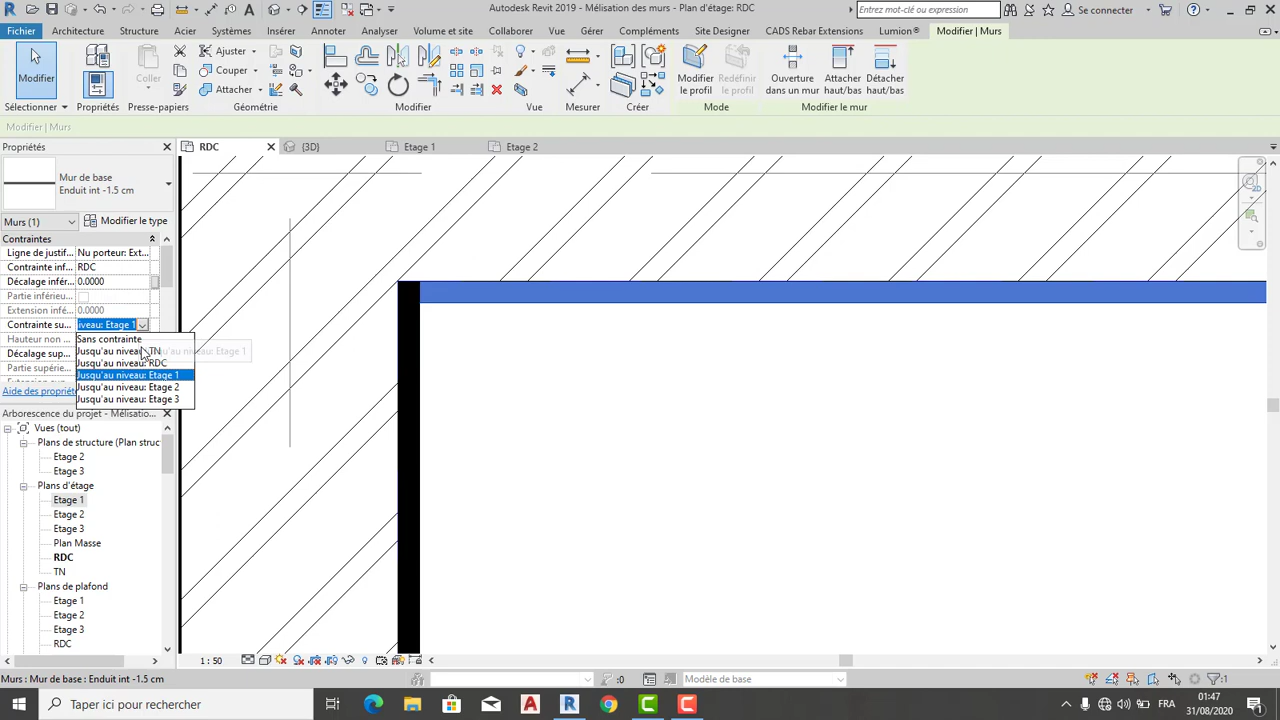 Autodesk Revit 2019 - Mélisation des murs - Plan d'étage: RDC
Entrez mot-clé ou expression
Se connecter
Fichier Architecture Structure Acier Systèmes Insérer Annoter Analyser Volume et site Collaborer Vue Gérer Compléments Site Designer CADS Rebar Extensions Lumion® Modifier | Murs
Modifier
Coller
Ajuster
Couper
Attacher
Modifier le profil
Redéfinir le profil
Ouverture dans un mur
Attacher haut/bas
Détacher haut/bas
Sélectionner Propriétés Presse-papiers Géométrie Modifier Vue Mesurer Créer Mode Modifier le mur
Modifier | Murs
Propriétés
RDC {3D} Etage 1 Etage 2
Mur de base
Enduit int -1.5 cm
Murs (1) Modifier le type
Contraintes
Ligne de justif... Nu porteur: Ext...
Contrainte inf... RDC
Décalage infér... 0.0000
Partie inférieu...
Extension infé... 0.0000
Contrainte su... iveau: Etage 1
Hauteur non ... Sans contrainte
Jusqu'au niveau: TN
Décalage sup... Jusqu'au niveau: RDC
Partie supérie... Jusqu'au niveau: Etage 1
Jusqu'au niveau: Etage 2
Aide des propriété Jusqu'au niveau: Etage 3
Arborescence du projet - Mélisatio...
Vues (tout)
Plans de structure (Plan struc
Etage 2
Etage 3
Plans d'étage
Etage 1
Etage 2
Etage 3
Plan Masse
RDC
TN
Plans de plafond
Etage 1
Etage 2
Etage 3
RDC
1 : 50
2D
Murs : Mur de base : Enduit int -1.5 cm
:0
Modèle de base
:1
Taper ici pour rechercher
FRA
01:47
31/08/2020